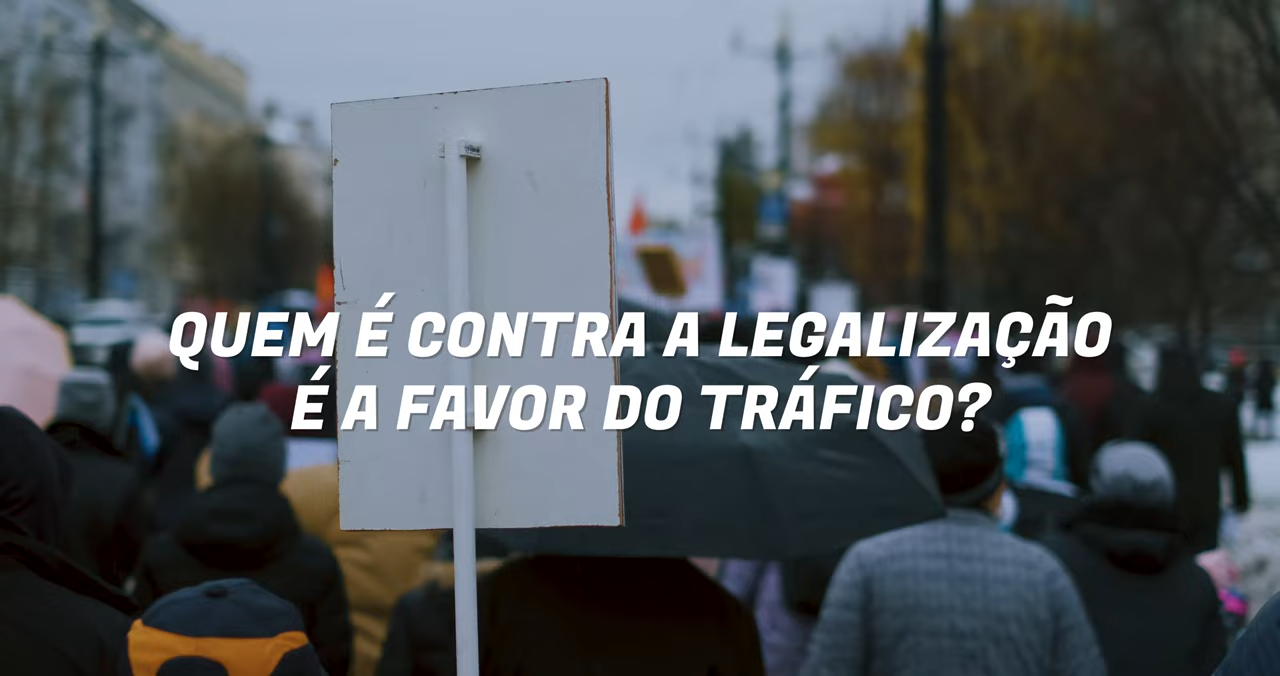 QUEM É CONTRA A LEGALIZAÇÃO
É A FAVOR DO TRÁFICO?